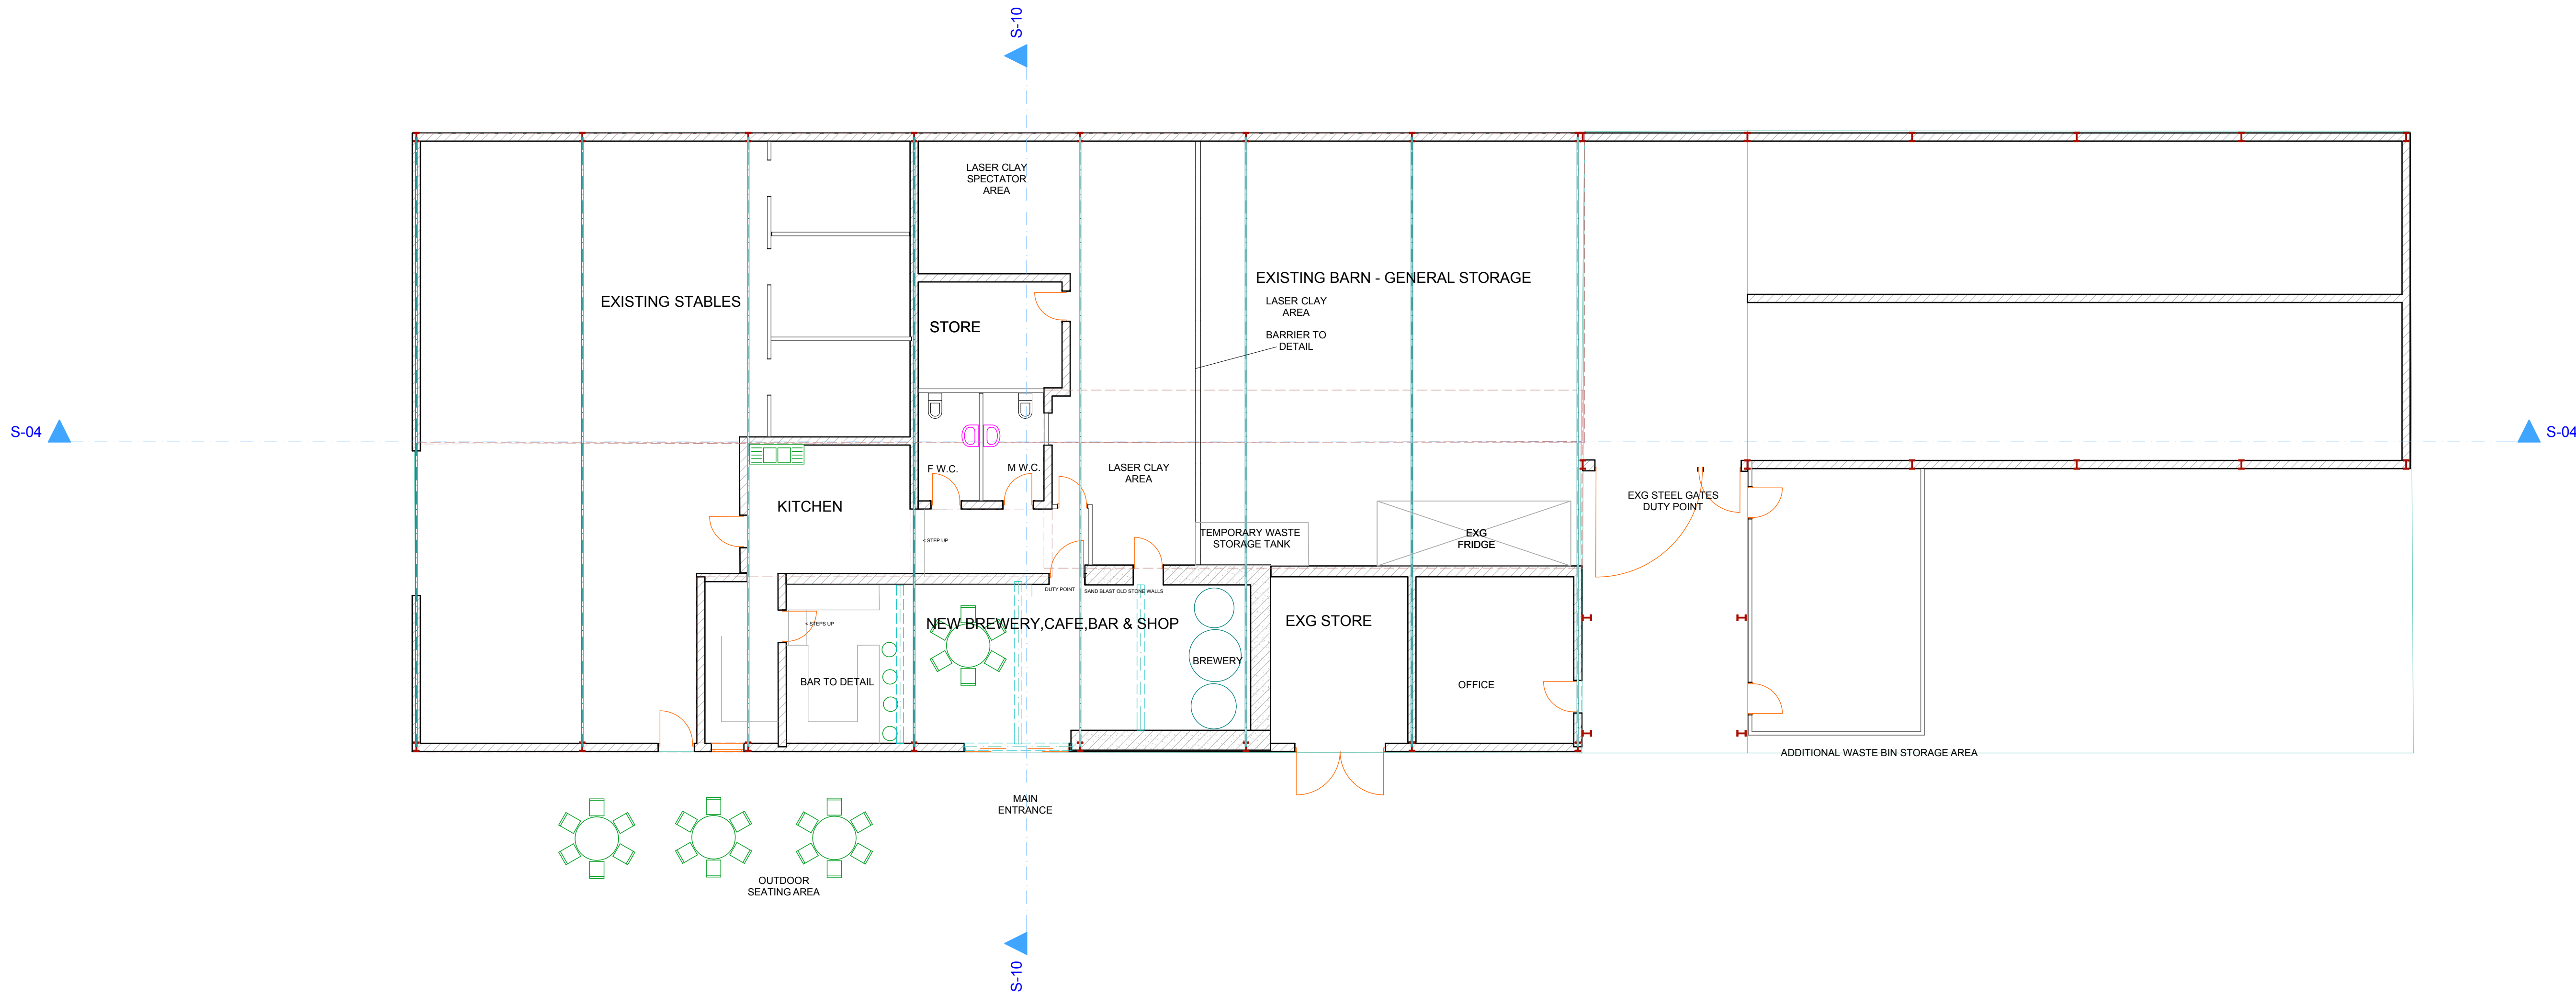 S-10
LASER CLAY
SPECTATOR
AREA
EXISTING BARN - GENERAL STORAGE
EXISTING STABLES
LASER CLAY
AREA
STORE
BARRIER TO
DETAIL
S-04
S-04
F W.C.
M W.C.
LASER CLAY
AREA
EXG STEEL GATES
DUTY POINT
KITCHEN
TEMPORARY WASTE
STORAGE TANK
EXG
FRIDGE
< STEP UP
DUTY POINT
SAND BLAST OLD STONE WALLS
< STEPS UP
NEW BREWERY,CAFE,BAR & SHOP
EXG STORE
BREWERY
BAR TO DETAIL
OFFICE
ADDITIONAL WASTE BIN STORAGE AREA
MAIN
ENTRANCE
OUTDOOR
SEATING AREA
S-10